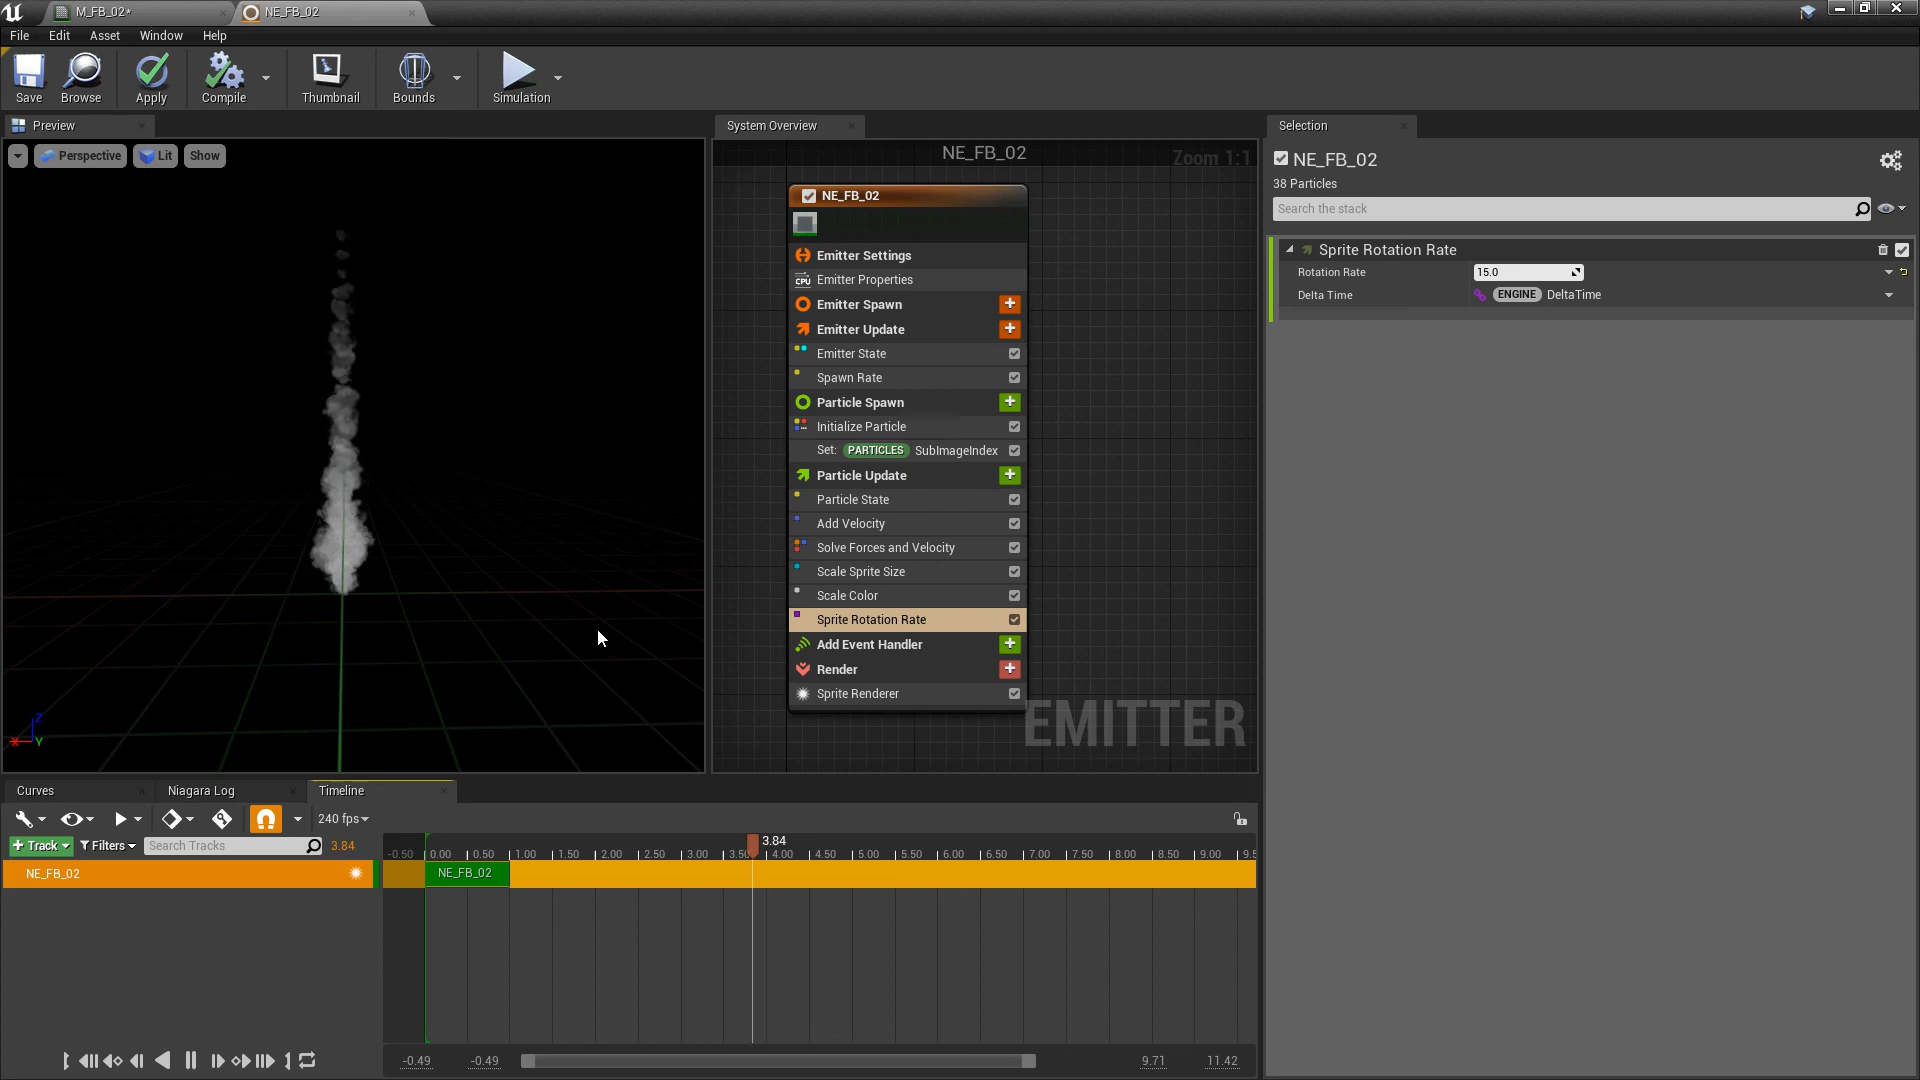 M_FB_02*
NE_FB_02
File Edit Asset Window Help
Save Browse Apply Compile Thumbnail Bounds Simulation
Preview
Perspective Lit Show
System Overview
NE_FB_02
Zoom 1:1
NE_FB_02
Emitter Settings
CPU Emitter Properties
Emitter Spawn
Emitter Update
Emitter State
Spawn Rate
Particle Spawn
Initialize Particle
Set: PARTICLES SubImageIndex
Particle Update
Particle State
Add Velocity
Solve Forces and Velocity
Scale Sprite Size
Scale Color
Sprite Rotation Rate
Add Event Handler
Render
Sprite Renderer
EMITTER
Z
X Y
Selection
NE_FB_02
38 Particles
Search the stack
Sprite Rotation Rate
Rotation Rate 15.0
Delta Time ENGINE DeltaTime
Curves Niagara Log Timeline
240 fps
3.84
+ Track Filters Search Tracks 3.84
-0.50 0.00 0.50 1.00 1.50 2.00 2.50 3.00 3.50 4.00 4.50 5.00 5.50 6.00 6.50 7.00 7.50 8.00 8.50 9.00 9.5
NE_FB_02 NE_FB_02
-0.49 -0.49 9.71 11.42